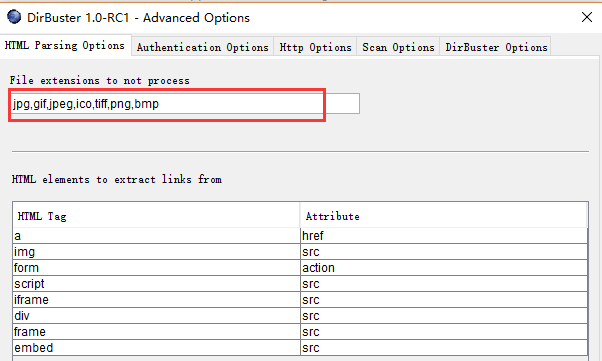 DirBuster 1.0-RC1 - Advanced Options
HTML Parsing Options Authentication Options Http Options Scan Options DirBuster Options
File extensions to not process
jpg,gif,jpeg,ico,tiff,png,bmp
HTML elements to extract links from
HTML Tag Attribute
a href
img src
form action
script src
iframe src
div src
frame src
embed src